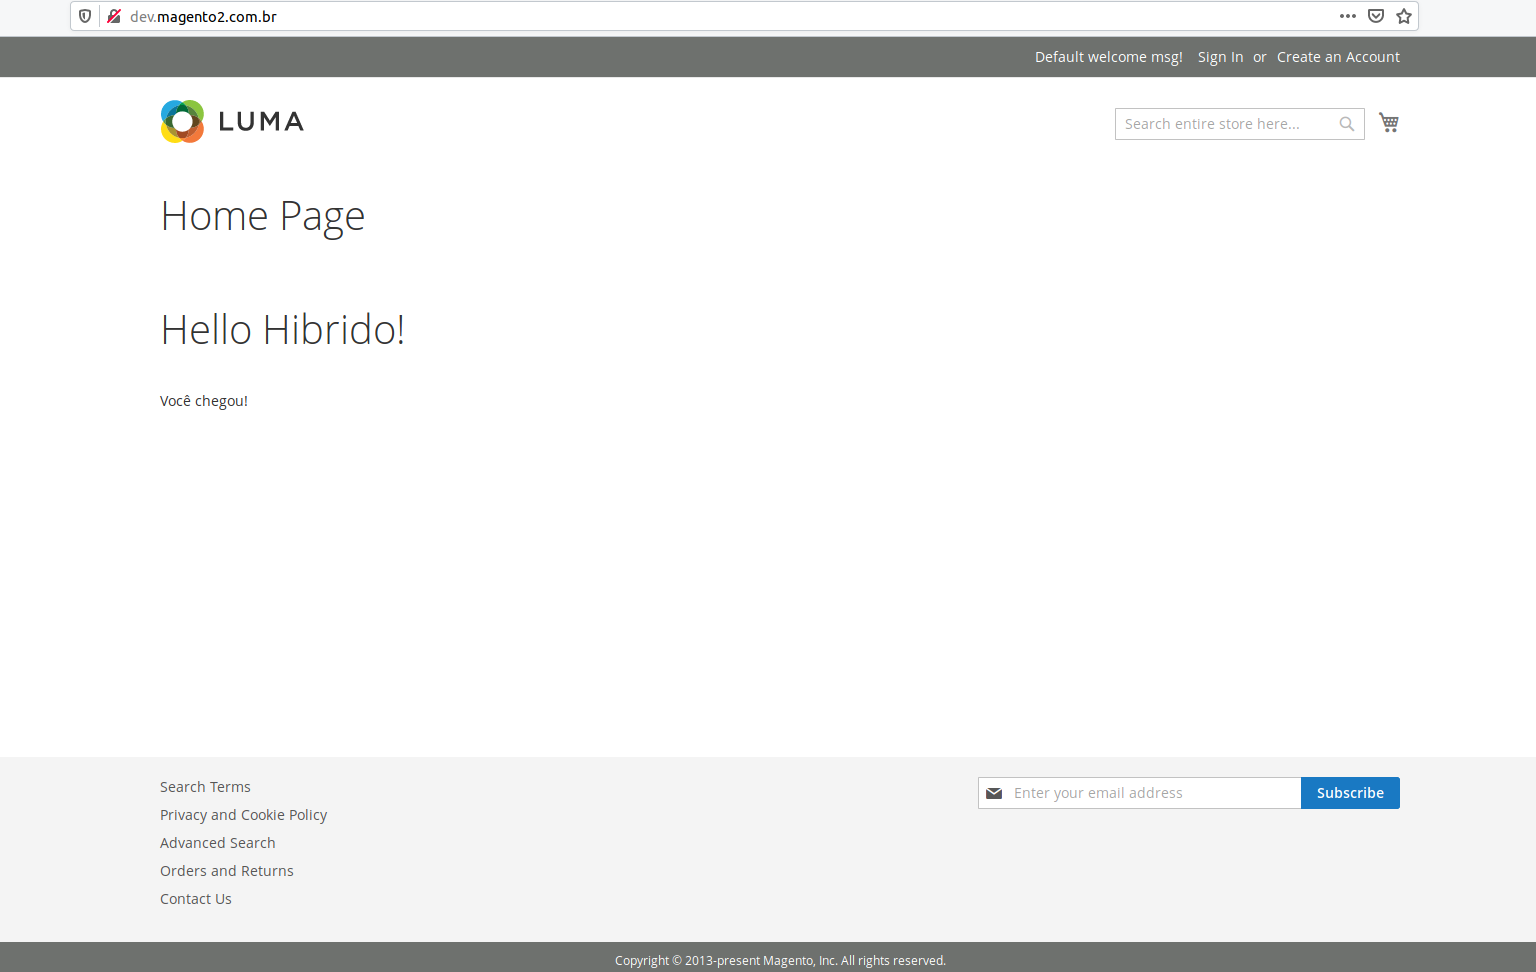 dev.magento2.com.br
Default welcome msg! Sign In or Create an Account
LUMA
Search entire store here...
Home Page
Hello Hibrido!
Você chegou!
Search Terms
Privacy and Cookie Policy
Advanced Search
Orders and Returns
Contact Us
Enter your email address
Subscribe
Copyright © 2013-present Magento, Inc. All rights reserved.